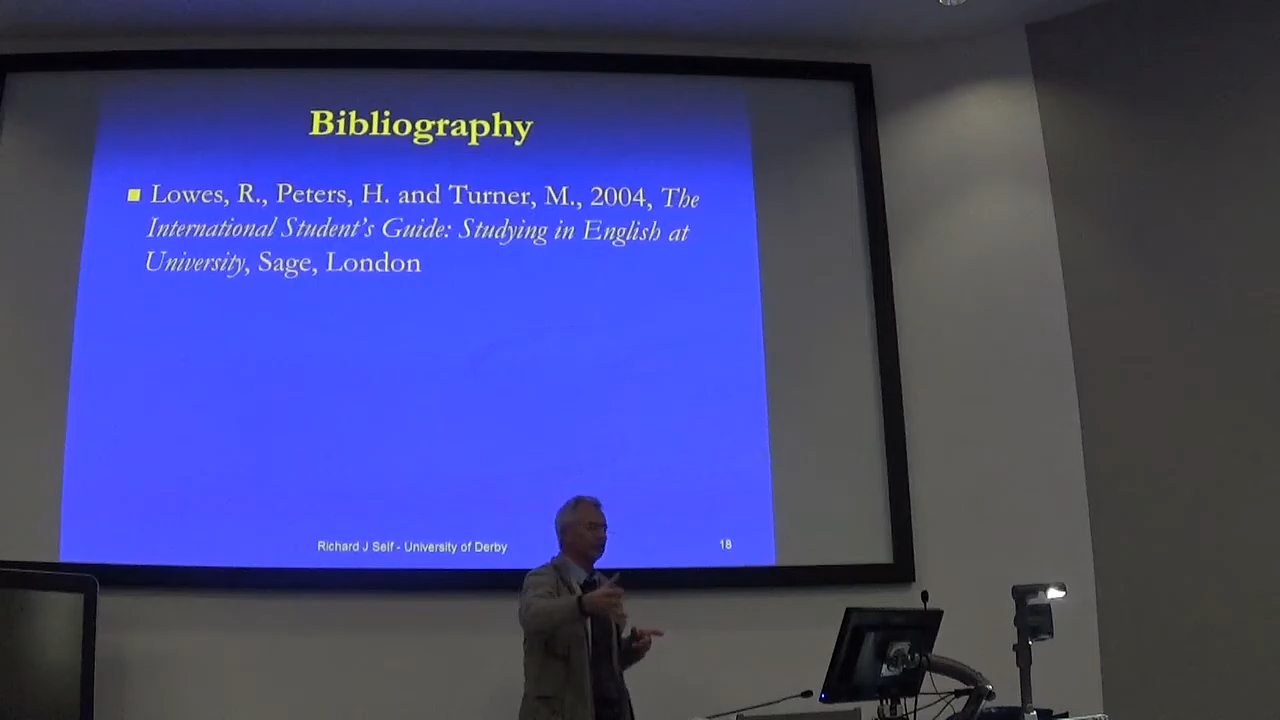 Bibliography
Lowes, R., Peters, H. and Turner, M., 2004, The
International Student's Guide: Studying in English at
University, Sage, London
Richard J Self - University of Derby
18